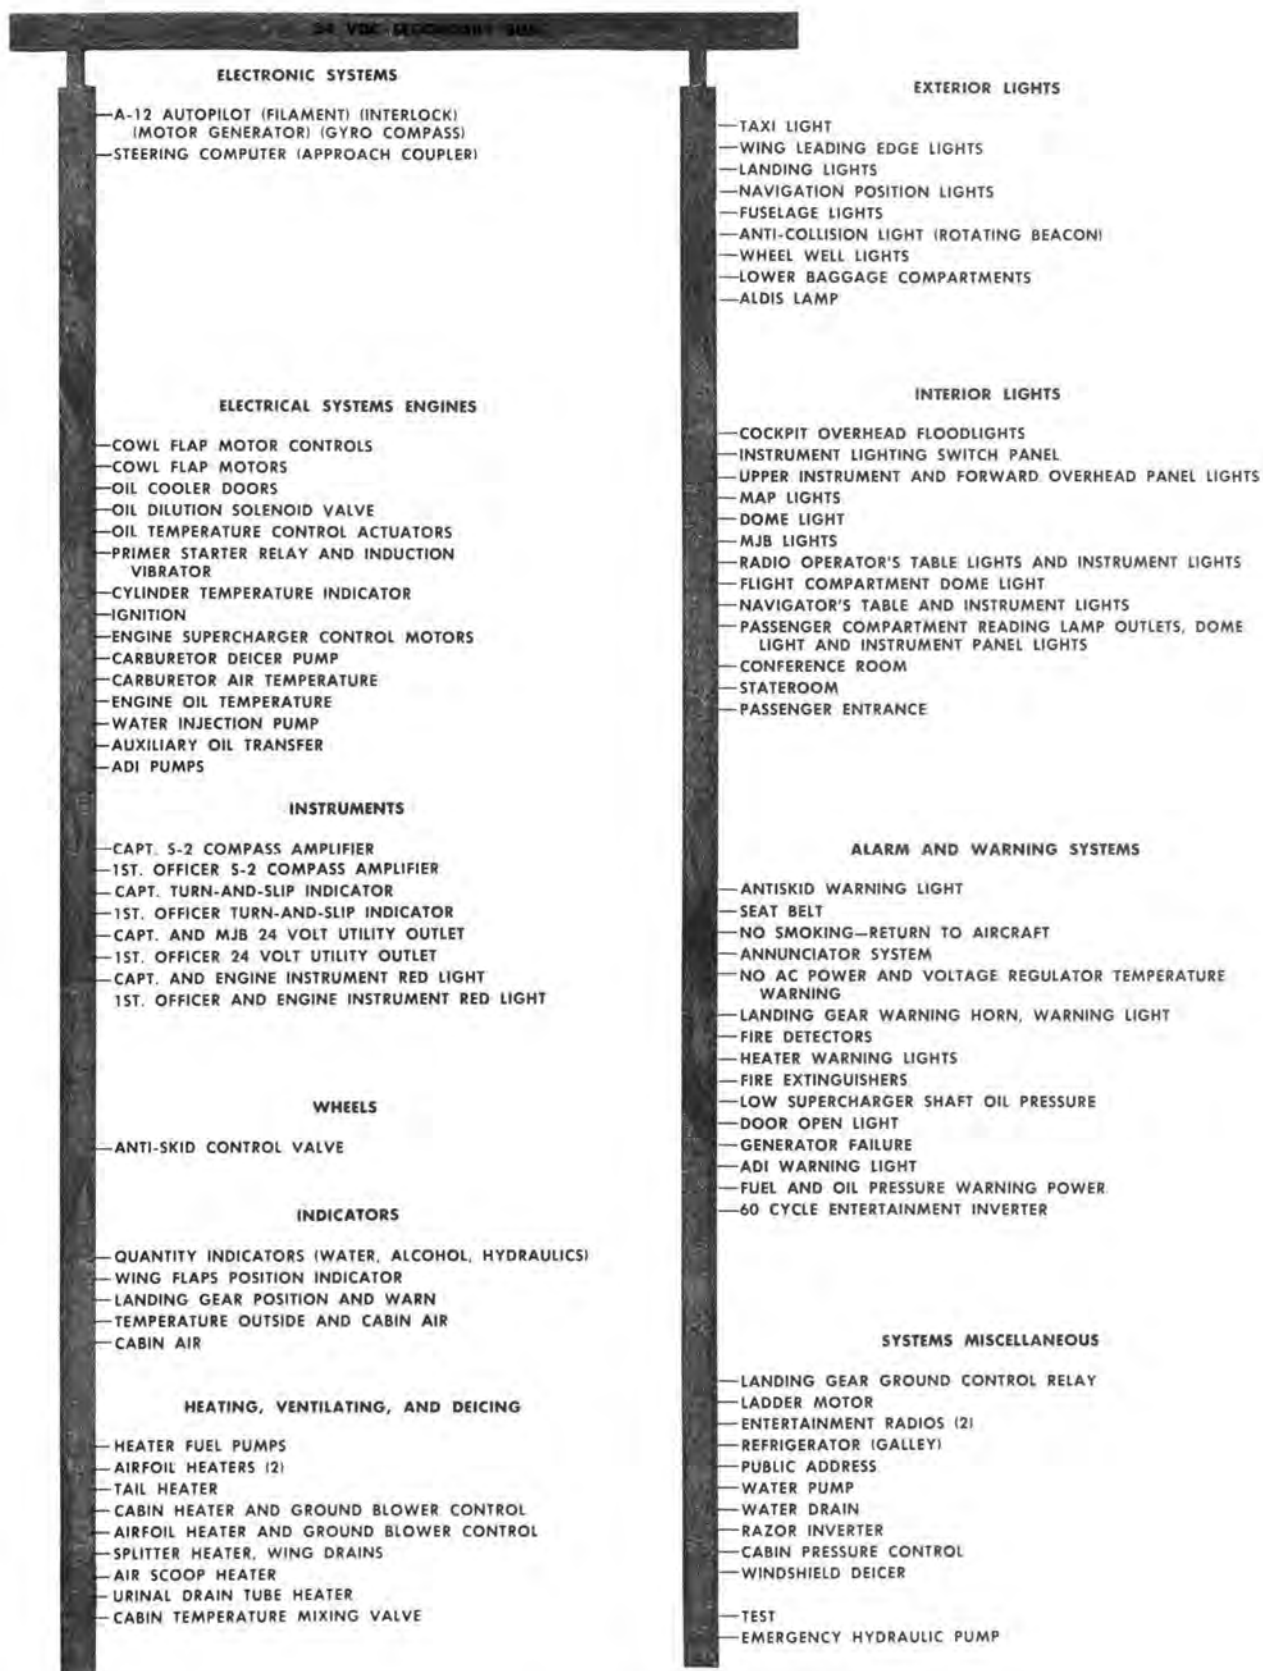 24 VDC SECONDARY BUS
ELECTRONIC SYSTEMS
A-12 AUTOPILOT (FILAMENT) (INTERLOCK)
(MOTOR GENERATOR) (GYRO COMPASS)
STEERING COMPUTER (APPROACH COUPLER)
ELECTRICAL SYSTEMS ENGINES
COWL FLAP MOTOR CONTROLS
COWL FLAP MOTORS
OIL COOLER DOORS
OIL DILUTION SOLENOID VALVE
OIL TEMPERATURE CONTROL ACTUATORS
PRIMER STARTER RELAY AND INDUCTION
VIBRATOR
CYLINDER TEMPERATURE INDICATOR
IGNITION
ENGINE SUPERCHARGER CONTROL MOTORS
CARBURETOR DEICER PUMP
CARBURETOR AIR TEMPERATURE
ENGINE OIL TEMPERATURE
WATER INJECTION PUMP
AUXILIARY OIL TRANSFER
ADI PUMPS
INSTRUMENTS
CAPT. S-2 COMPASS AMPLIFIER
1ST. OFFICER S-2 COMPASS AMPLIFIER
CAPT. TURN-AND-SLIP INDICATOR
1ST. OFFICER TURN-AND-SLIP INDICATOR
CAPT. AND MJB 24 VOLT UTILITY OUTLET
1ST. OFFICER 24 VOLT UTILITY OUTLET
CAPT. AND ENGINE INSTRUMENT RED LIGHT
1ST. OFFICER AND ENGINE INSTRUMENT RED LIGHT
WHEELS
ANTI-SKID CONTROL VALVE
INDICATORS
QUANTITY INDICATORS (WATER, ALCOHOL, HYDRAULICS)
WING FLAPS POSITION INDICATOR
LANDING GEAR POSITION AND WARN
TEMPERATURE OUTSIDE AND CABIN AIR
CABIN AIR
HEATING, VENTILATING, AND DEICING
HEATER FUEL PUMPS
AIRFOIL HEATERS (2)
TAIL HEATER
CABIN HEATER AND GROUND BLOWER CONTROL
AIRFOIL HEATER AND GROUND BLOWER CONTROL
SPLITTER HEATER, WING DRAINS
AIR SCOOP HEATER
URINAL DRAIN TUBE HEATER
CABIN TEMPERATURE MIXING VALVE
EXTERIOR LIGHTS
TAXI LIGHT
WING LEADING EDGE LIGHTS
LANDING LIGHTS
NAVIGATION POSITION LIGHTS
FUSELAGE LIGHTS
ANTI-COLLISION LIGHT (ROTATING BEACON)
WHEEL WELL LIGHTS
LOWER BAGGAGE COMPARTMENTS
ALDIS LAMP
INTERIOR LIGHTS
COCKPIT OVERHEAD FLOODLIGHTS
INSTRUMENT LIGHTING SWITCH PANEL
UPPER INSTRUMENT AND FORWARD OVERHEAD PANEL LIGHTS
MAP LIGHTS
DOME LIGHT
MJB LIGHTS
RADIO OPERATOR'S TABLE LIGHTS AND INSTRUMENT LIGHTS
FLIGHT COMPARTMENT DOME LIGHT
NAVIGATOR'S TABLE AND INSTRUMENT LIGHTS
PASSENGER COMPARTMENT READING LAMP OUTLETS, DOME
LIGHT AND INSTRUMENT PANEL LIGHTS
CONFERENCE ROOM
STATEROOM
PASSENGER ENTRANCE
ALARM AND WARNING SYSTEMS
ANTISKID WARNING LIGHT
SEAT BELT
NO SMOKING—RETURN TO AIRCRAFT
ANNUNCIATOR SYSTEM
NO AC POWER AND VOLTAGE REGULATOR TEMPERATURE
WARNING
LANDING GEAR WARNING HORN, WARNING LIGHT
FIRE DETECTORS
HEATER WARNING LIGHTS
FIRE EXTINGUISHERS
LOW SUPERCHARGER SHAFT OIL PRESSURE
DOOR OPEN LIGHT
GENERATOR FAILURE
ADI WARNING LIGHT
FUEL AND OIL PRESSURE WARNING POWER
60 CYCLE ENTERTAINMENT INVERTER
SYSTEMS MISCELLANEOUS
LANDING GEAR GROUND CONTROL RELAY
LADDER MOTOR
ENTERTAINMENT RADIOS (2)
REFRIGERATOR (GALLEY)
PUBLIC ADDRESS
WATER PUMP
WATER DRAIN
RAZOR INVERTER
CABIN PRESSURE CONTROL
WINDSHIELD DEICER
TEST
EMERGENCY HYDRAULIC PUMP